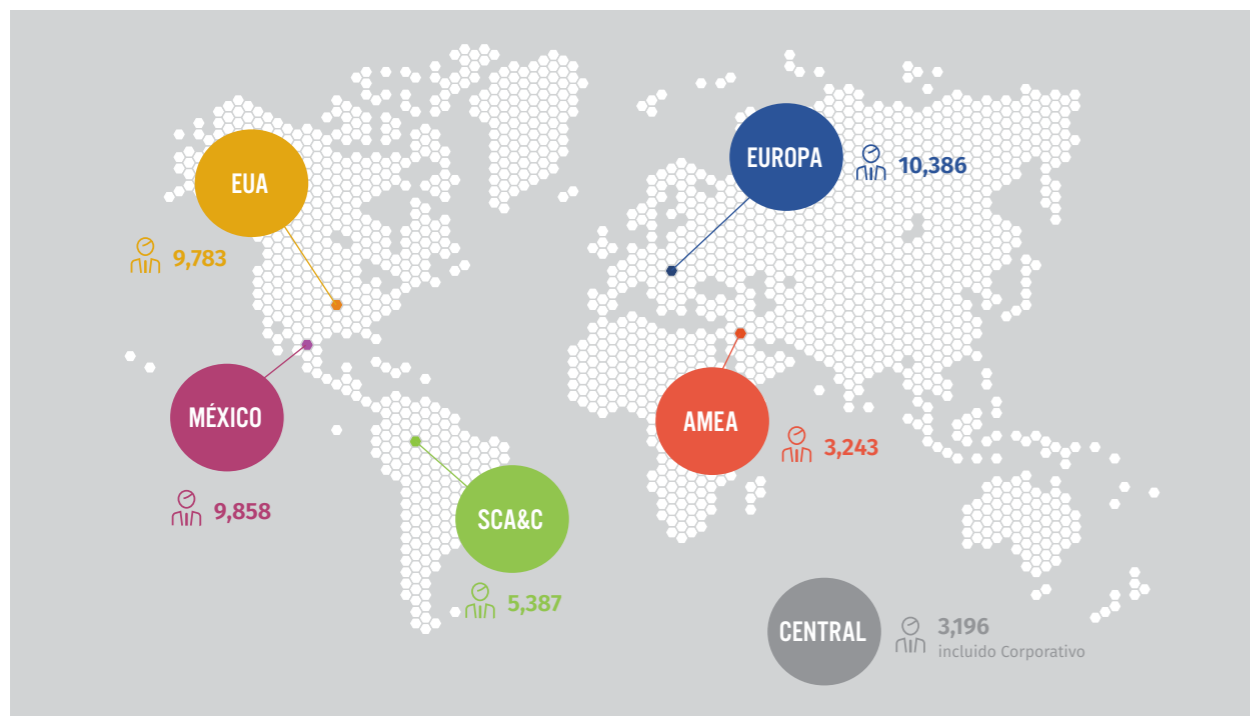 EUA
9,783
EUROPA
10,386
MÉXICO
9,858
AMEA
3,243
SCA&C
5,387
CENTRAL
3,196
incluido Corporativo